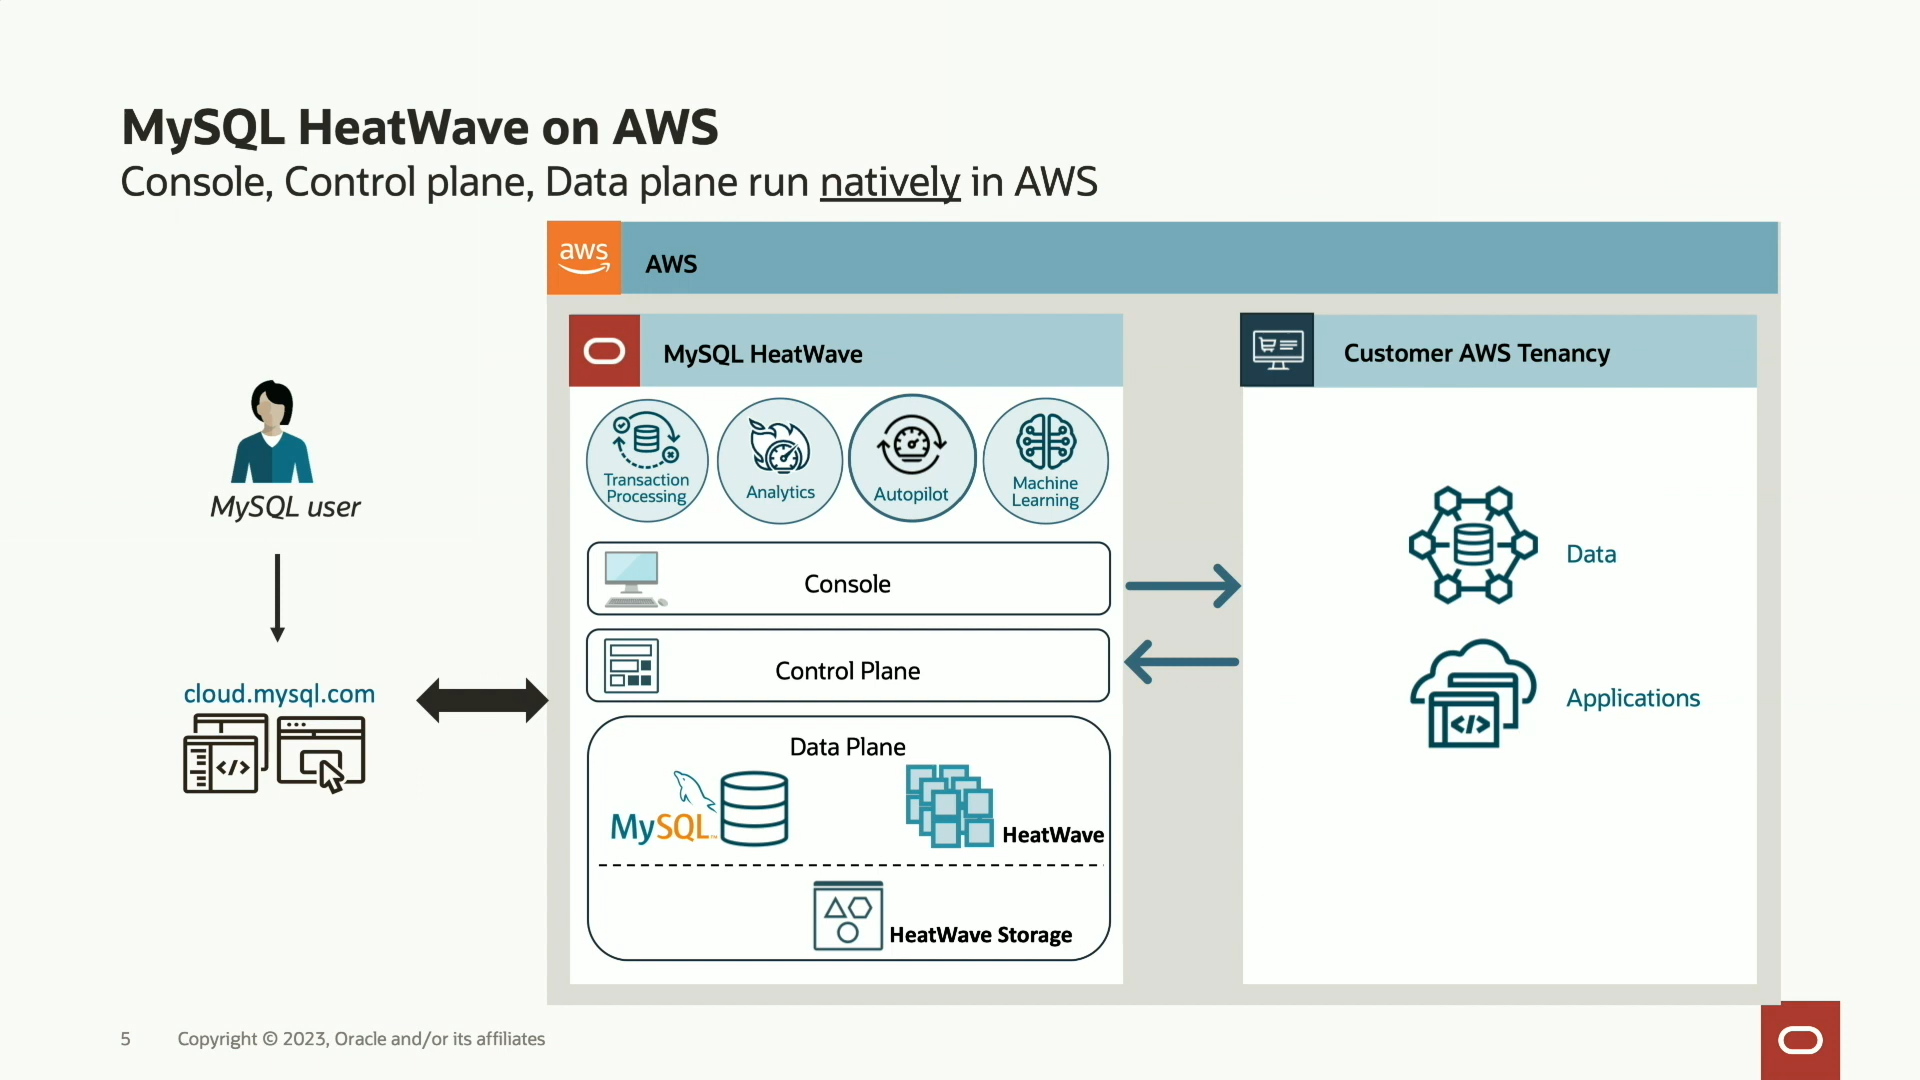 MySQL HeatWave on AWS
Console, Control plane, Data plane run natively in AWS
aws
AWS
MySQL HeatWave
Customer AWS Tenancy
Transaction
Processing
Analytics
Autopilot
Machine
Learning
MySQL user
Console
Data
Control Plane
cloud.mysql.com
Applications
</>
</>
Data Plane
MySQL
HeatWave
HeatWave Storage
5 Copyright © 2023, Oracle and/or its affiliates